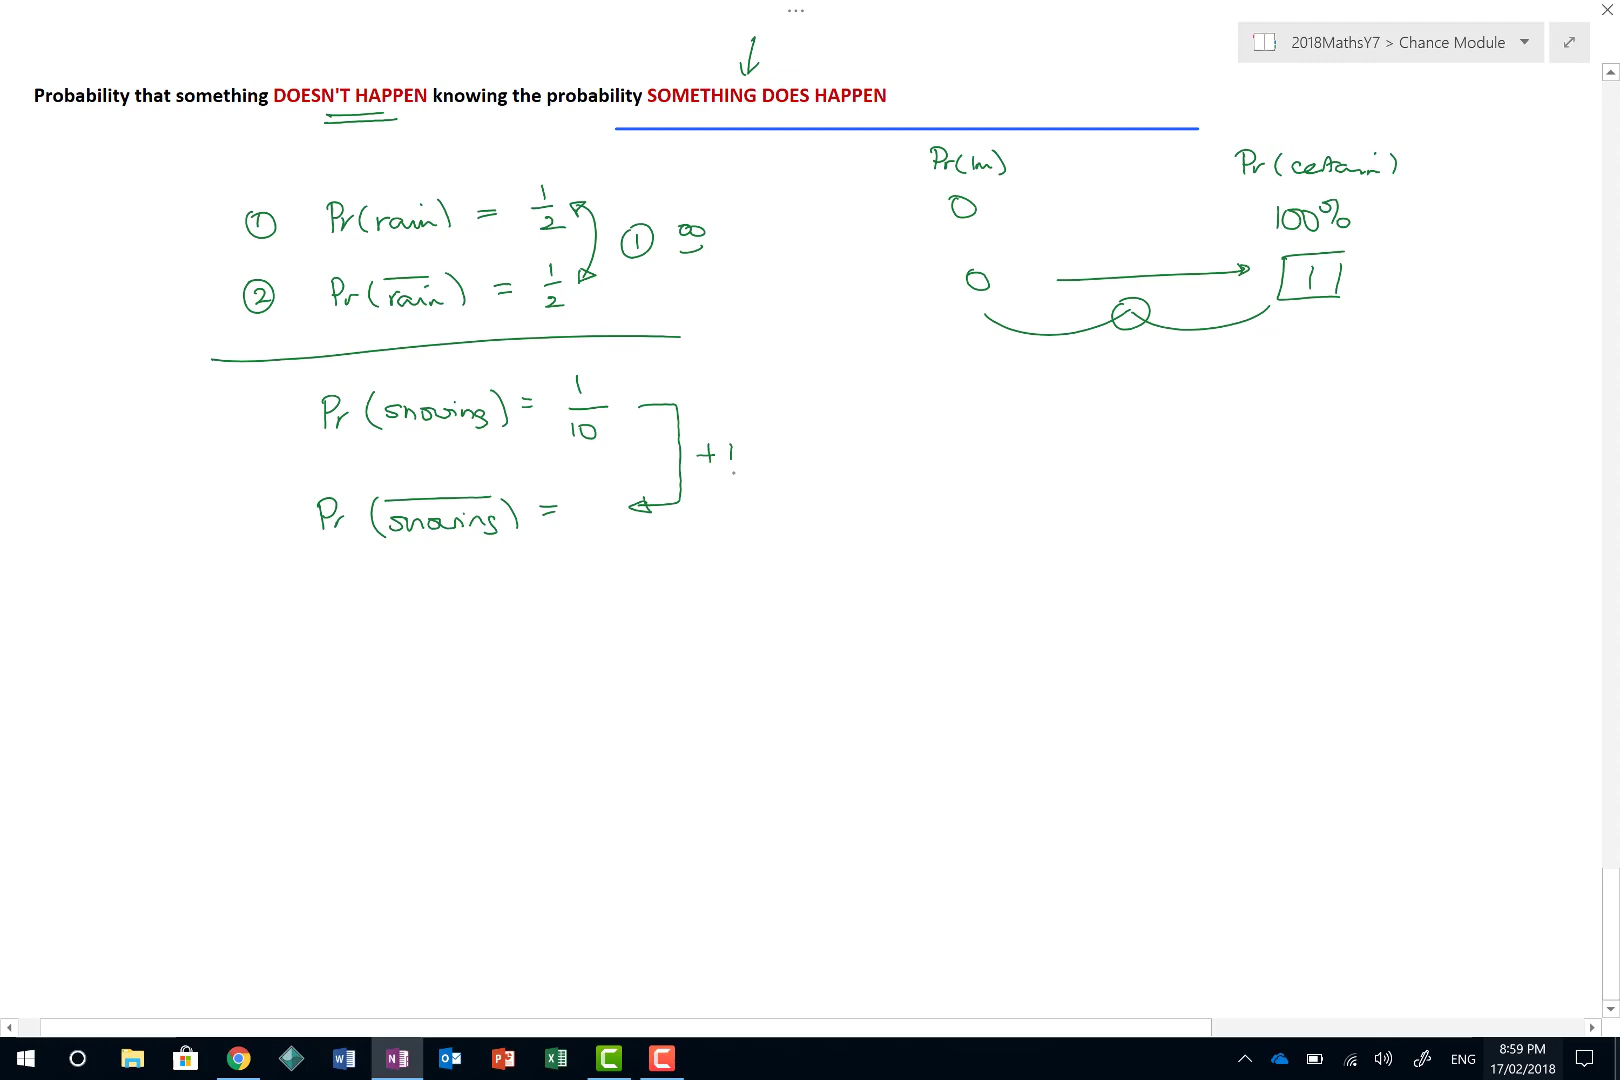 ...
2018MathsY7 > Chance Module
Probability that something DOESN'T HAPPEN knowing the probability SOMETHING DOES HAPPEN
Pr(im) Pr(certain)
0 100%
0 1
① Pr(rain) = 1/2
② Pr(r̅a̅i̅n̅) = 1/2
① ∞
Pr(snowing) = 1/10
+ 1
Pr(s̅n̅o̅w̅i̅n̅g̅) =
ENG
8:59 PM
17/02/2018